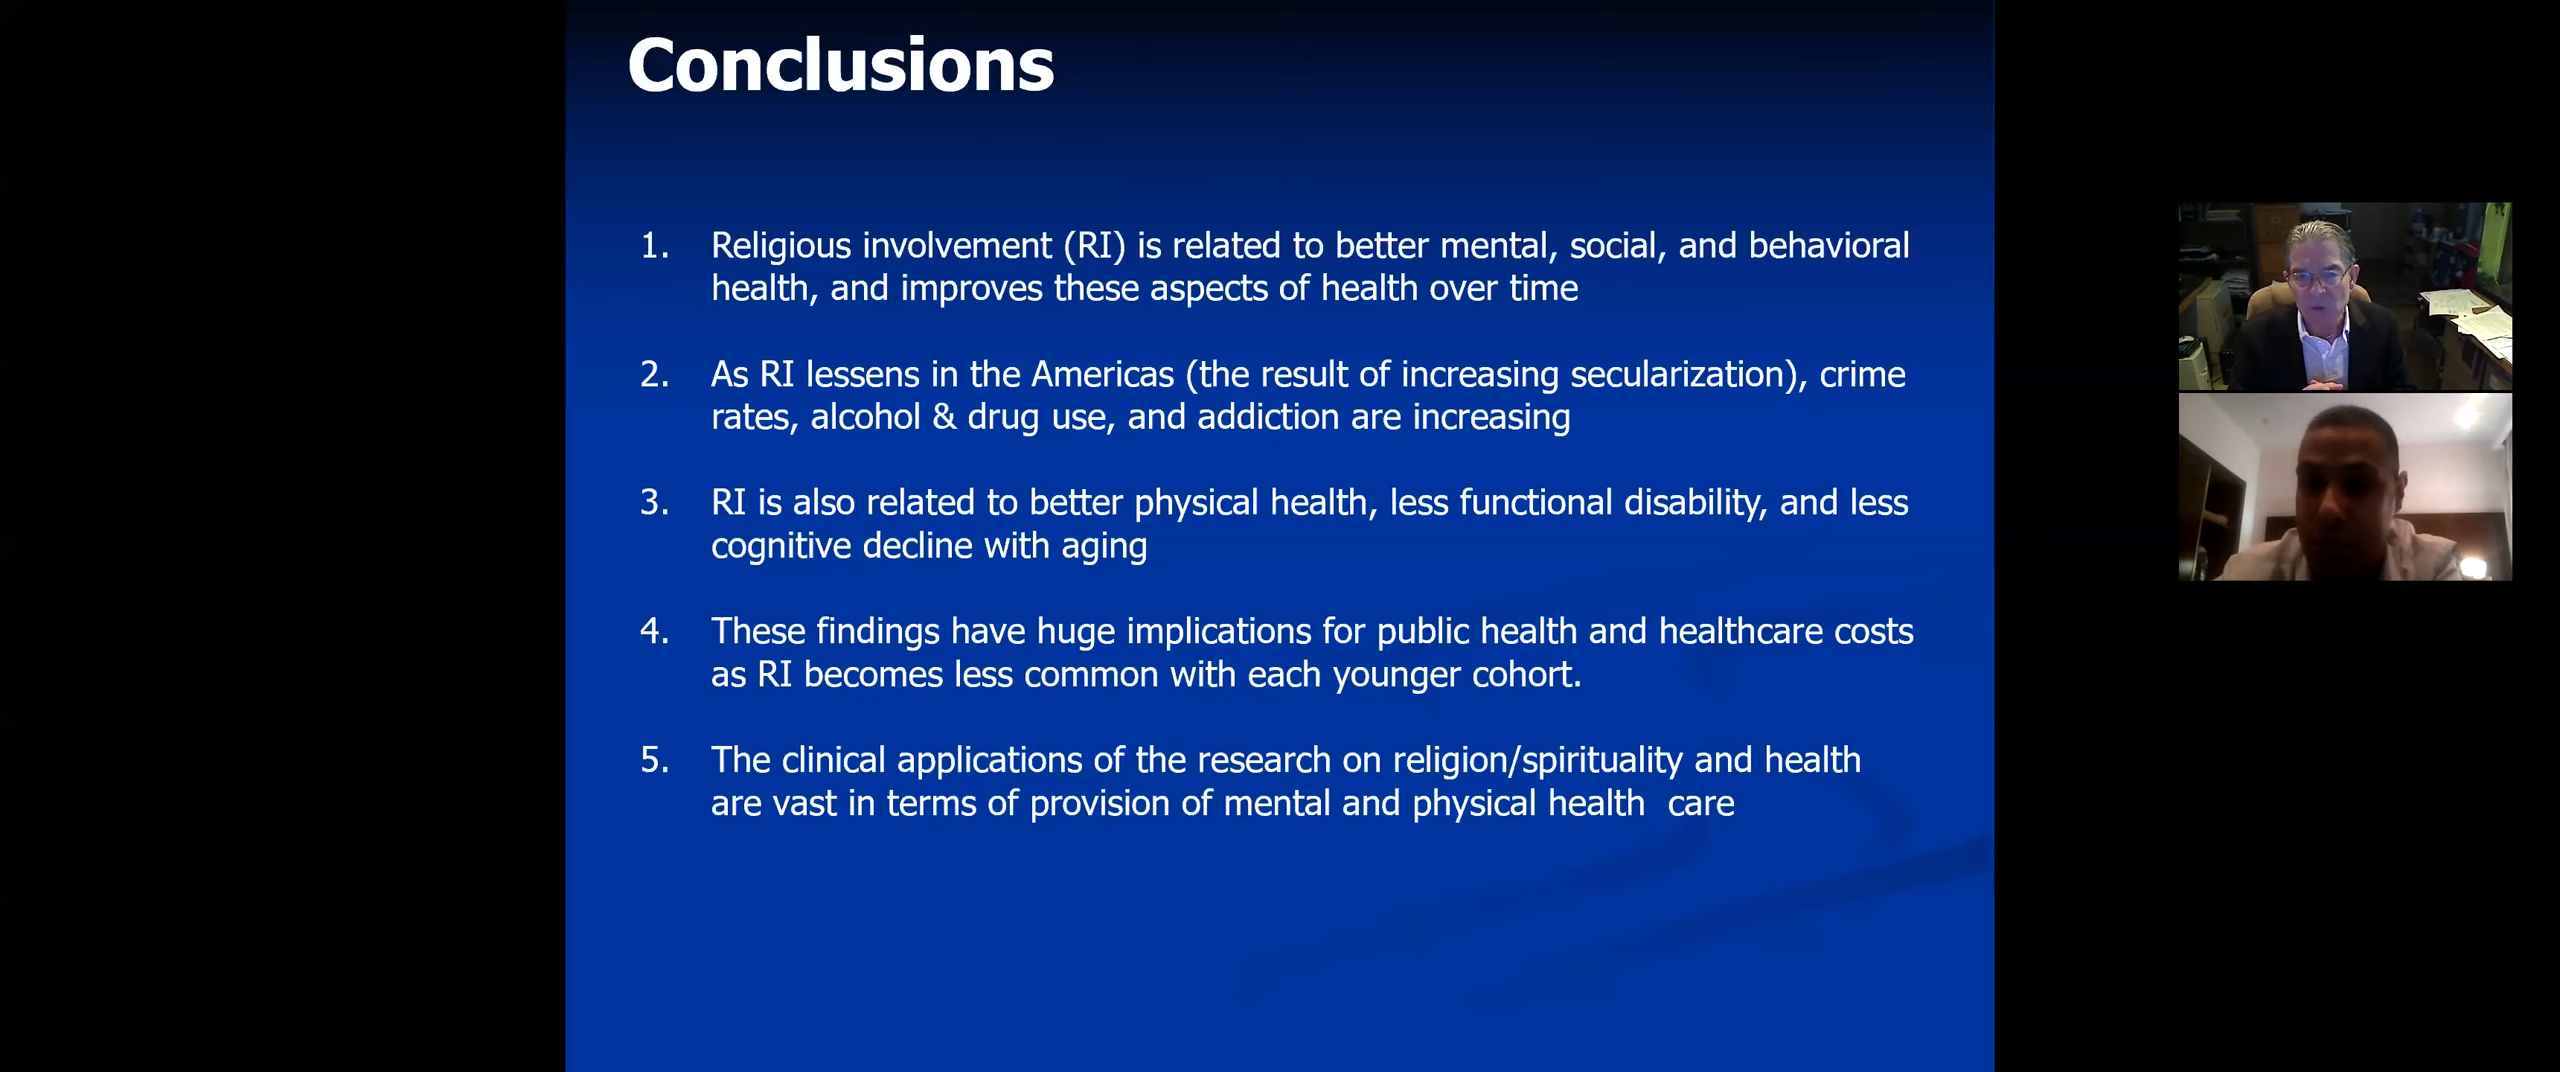 Conclusions
1. Religious involvement (RI) is related to better mental, social, and behavioral
health, and improves these aspects of health over time
2. As RI lessens in the Americas (the result of increasing secularization), crime
rates, alcohol & drug use, and addiction are increasing
3. RI is also related to better physical health, less functional disability, and less
cognitive decline with aging
4. These findings have huge implications for public health and healthcare costs
as RI becomes less common with each younger cohort.
5. The clinical applications of the research on religion/spirituality and health
are vast in terms of provision of mental and physical health  care